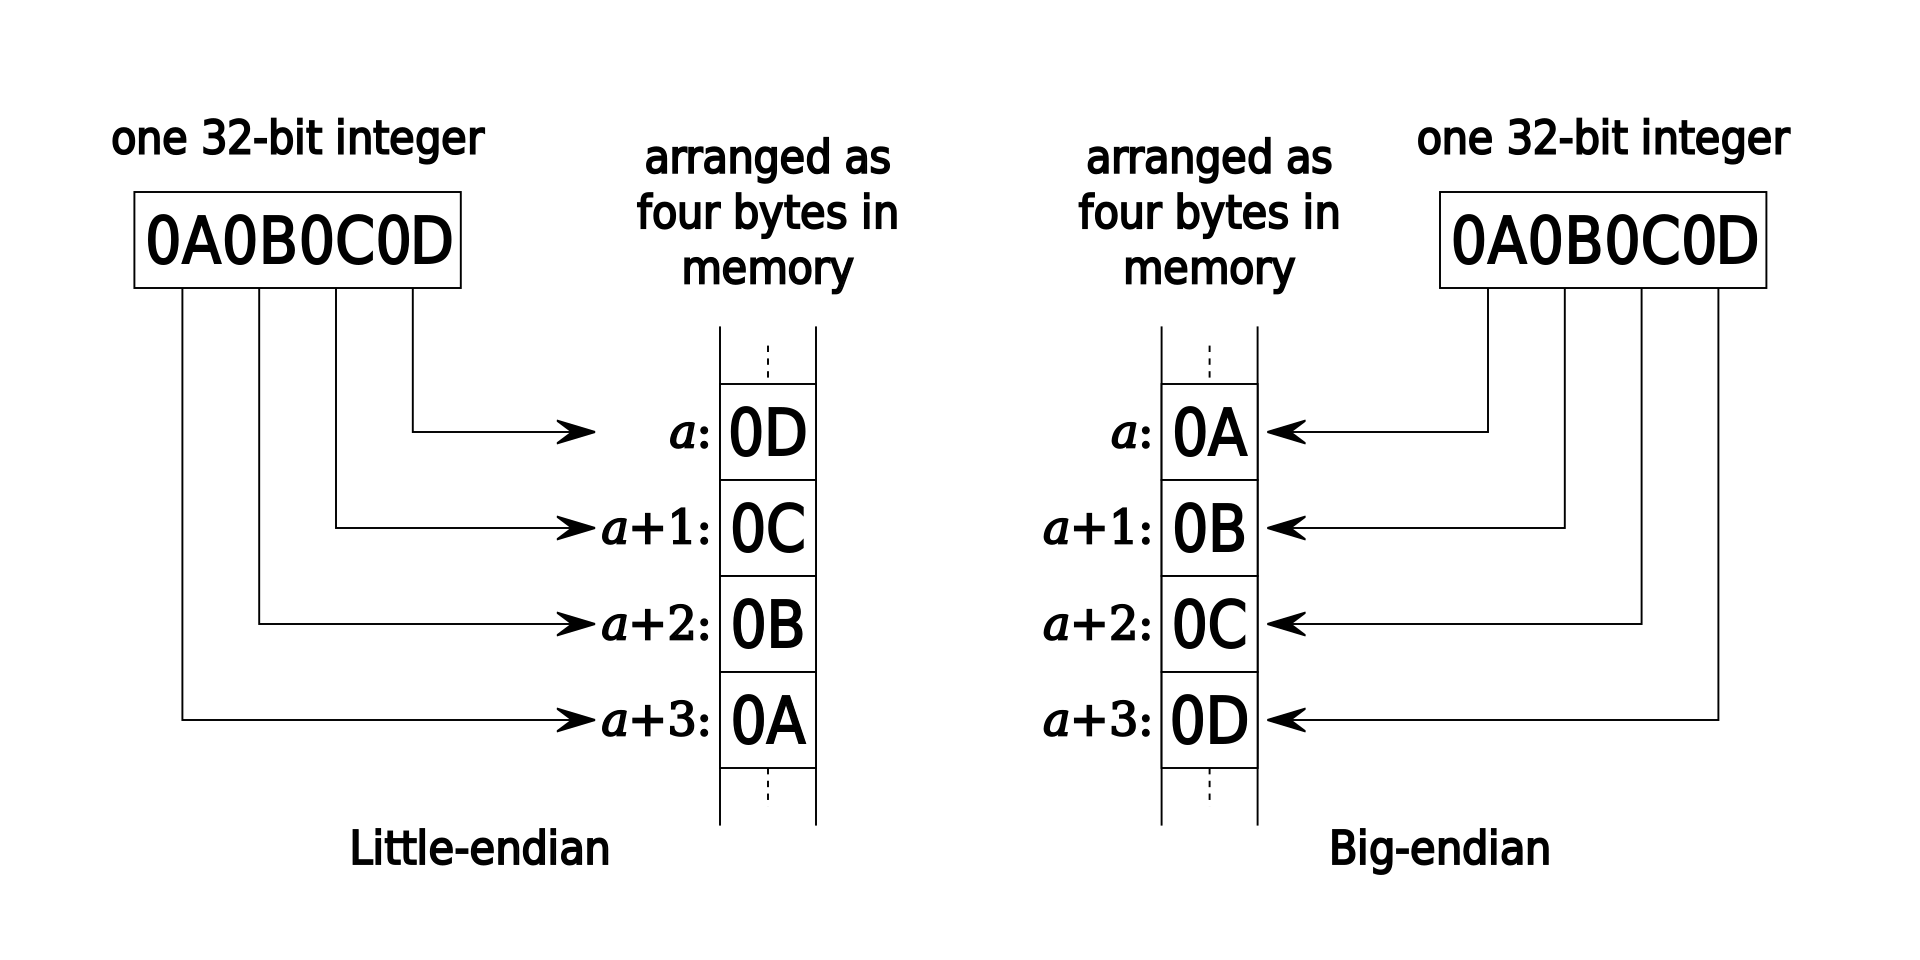 one 32-bit integer
0A0B0C0D
arranged as
four bytes in
memory
a: 0D
a+1: 0C
a+2: 0B
a+3: 0A
Little-endian
arranged as
four bytes in
memory
one 32-bit integer
0A0B0C0D
a: 0A
a+1: 0B
a+2: 0C
a+3: 0D
Big-endian